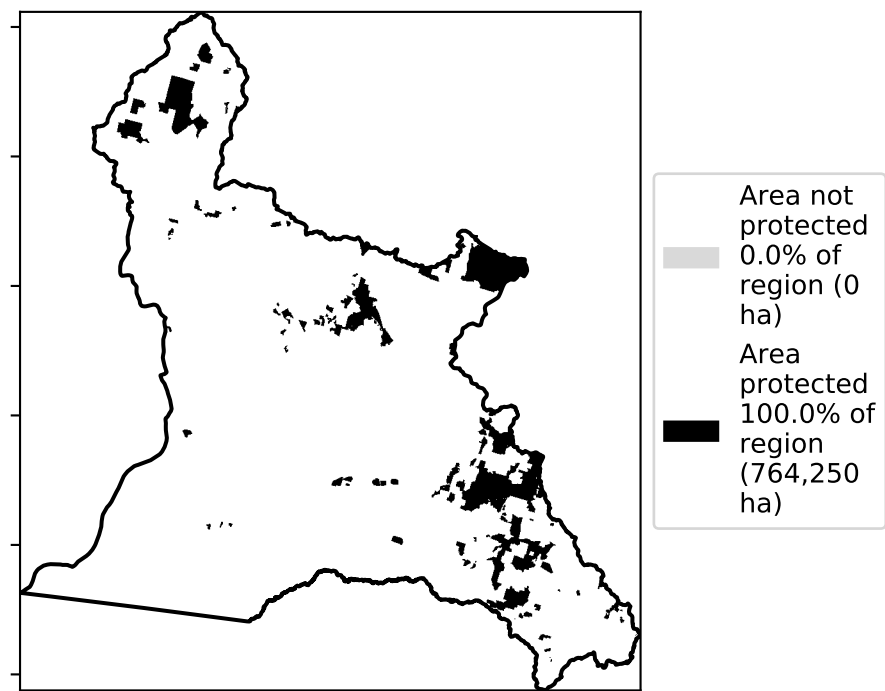 Area not
protected
0.0% of
region (0
ha)
Area
protected
100.0% of
region
(764,250
ha)